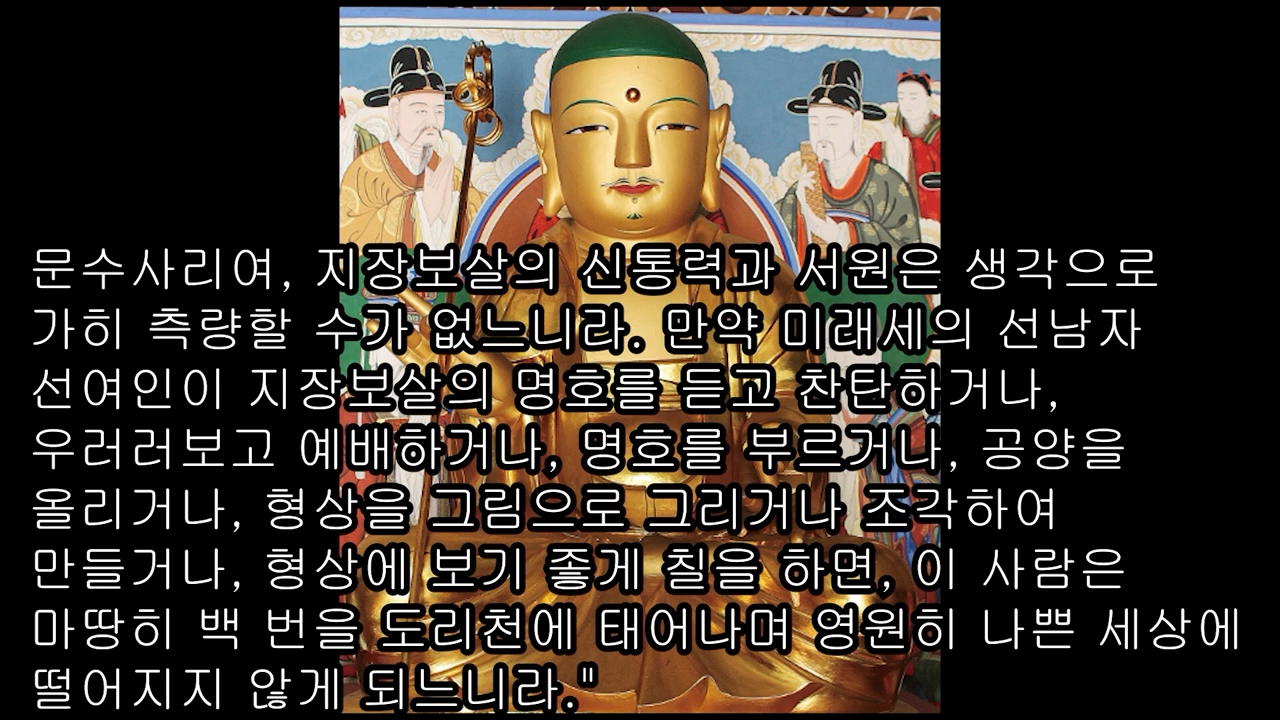 문수사리여, 지장보살의 신통력과 서원은 생각으로
가히 측량할 수가 없느니라. 만약 미래세의 선남자
선여인이 지장보살의 명호를 듣고 찬탄하거나,
우러러보고 예배하거나, 명호를 부르거나, 공양을
올리거나, 형상을 그림으로 그리거나 조각하여
만들거나, 형상에 보기 좋게 칠을 하면, 이 사람은
마땅히 백 번을 도리천에 태어나며 영원히 나쁜 세상에
떨어지지 않게 되느니라."